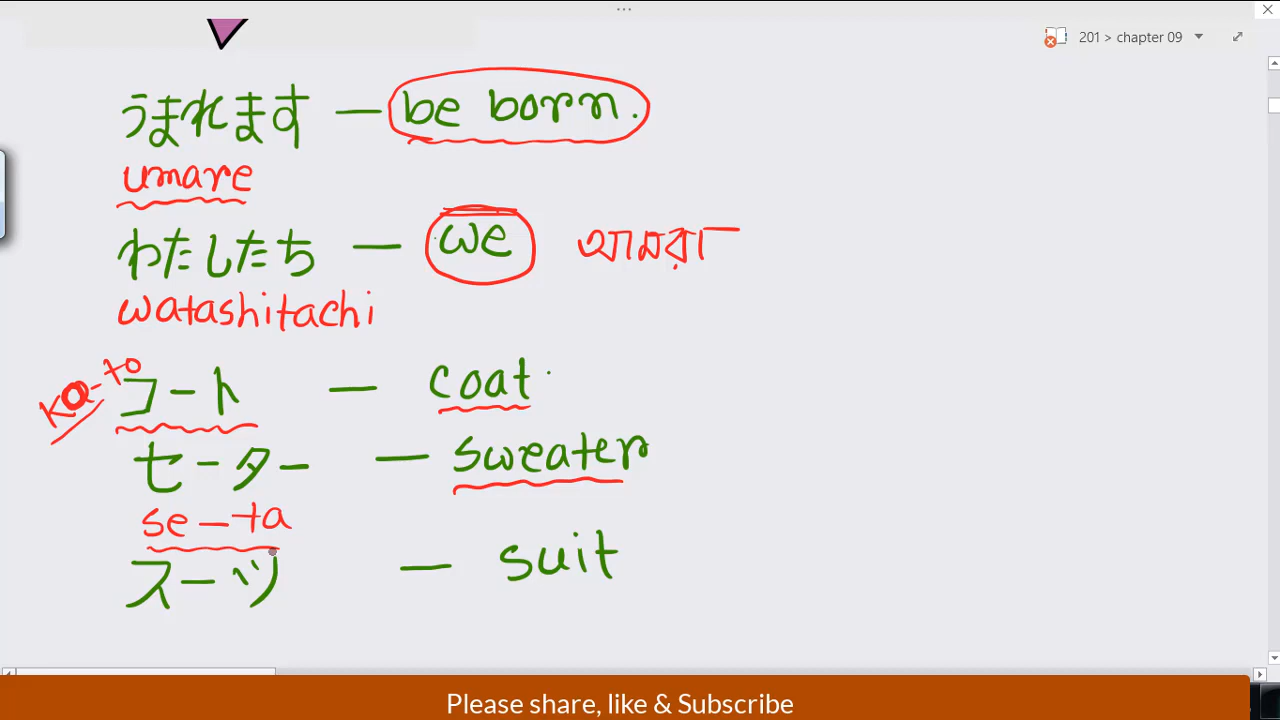 201 > chapter 09
うまれます — be born.
umare
わたしたち — we আমরা
watashitachi
ko-to
コート — coat
セーター — sweater
se-ta
スーツ — suit
Please share, like & Subscribe